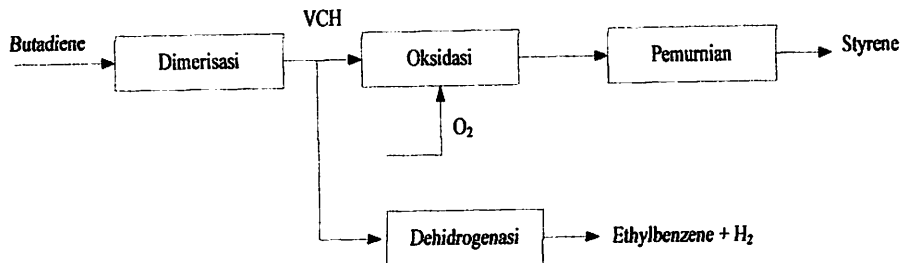 VCH
Butadiene
Dimerisasi
Oksidasi
Pemurnian
Styrene
O₂
Dehidrogenasi
Ethylbenzene + H₂